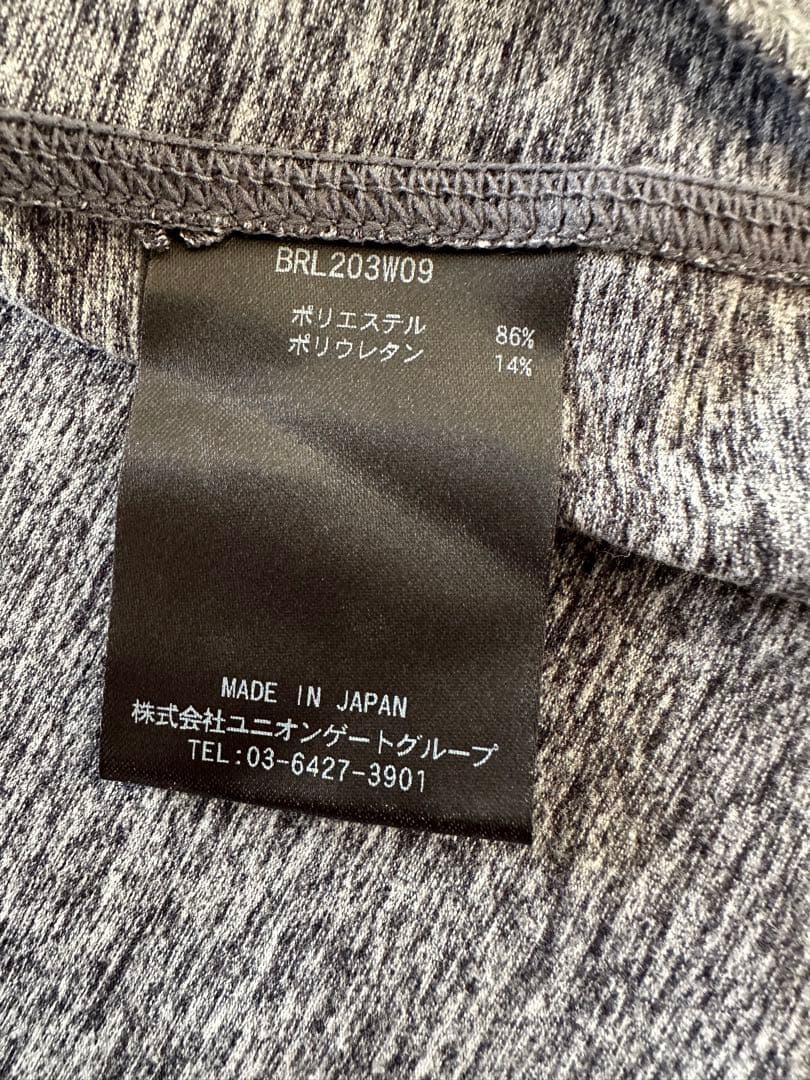 BRL203W09
ポリエステル 86%
ポリウレタン 14%
MADE IN JAPAN
株式会社ユニオンゲートグループ
TEL:03-6427-3901